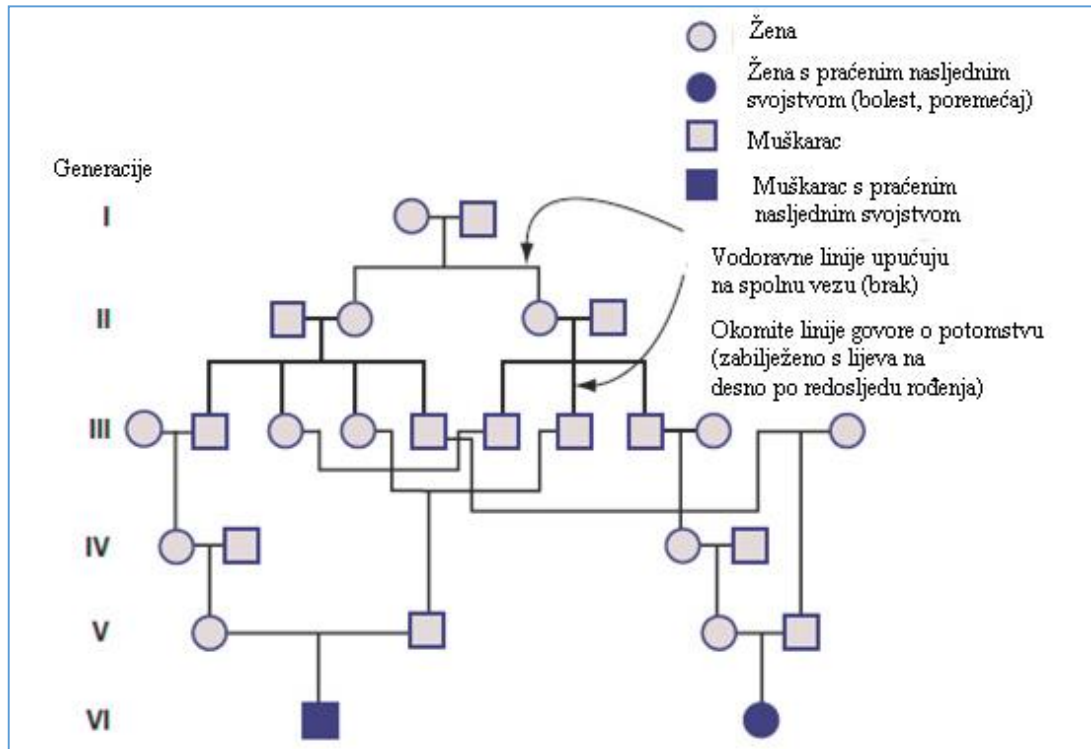 Žena
Žena s praćenim nasljednim
svojstvom (bolest, poremećaj)
Muškarac
Muškarac s praćenim
nasljednim svojstvom
Generacije
I
Vodoravne linije upućuju
na spolnu vezu (brak)
II
Okomite linije govore o potomstvu
(zabilježeno s lijeva na
desno po redosljedu rođenja)
III
IV
V
VI